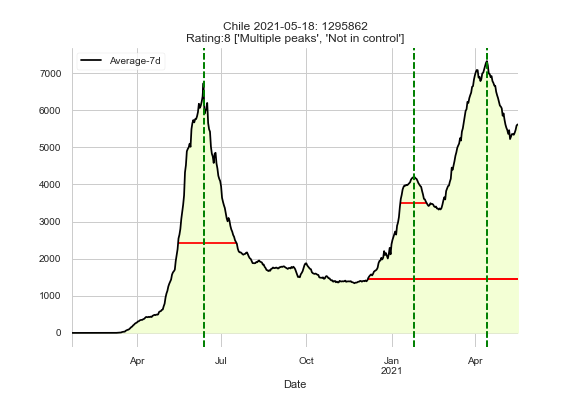 Chile 2021-05-18: 1295862
Rating:8 ['Multiple peaks', 'Not in control']
Average-7d
7000
6000
5000
4000
3000
2000
1000
0
Apr Jul Oct Jan Apr
2021
Date